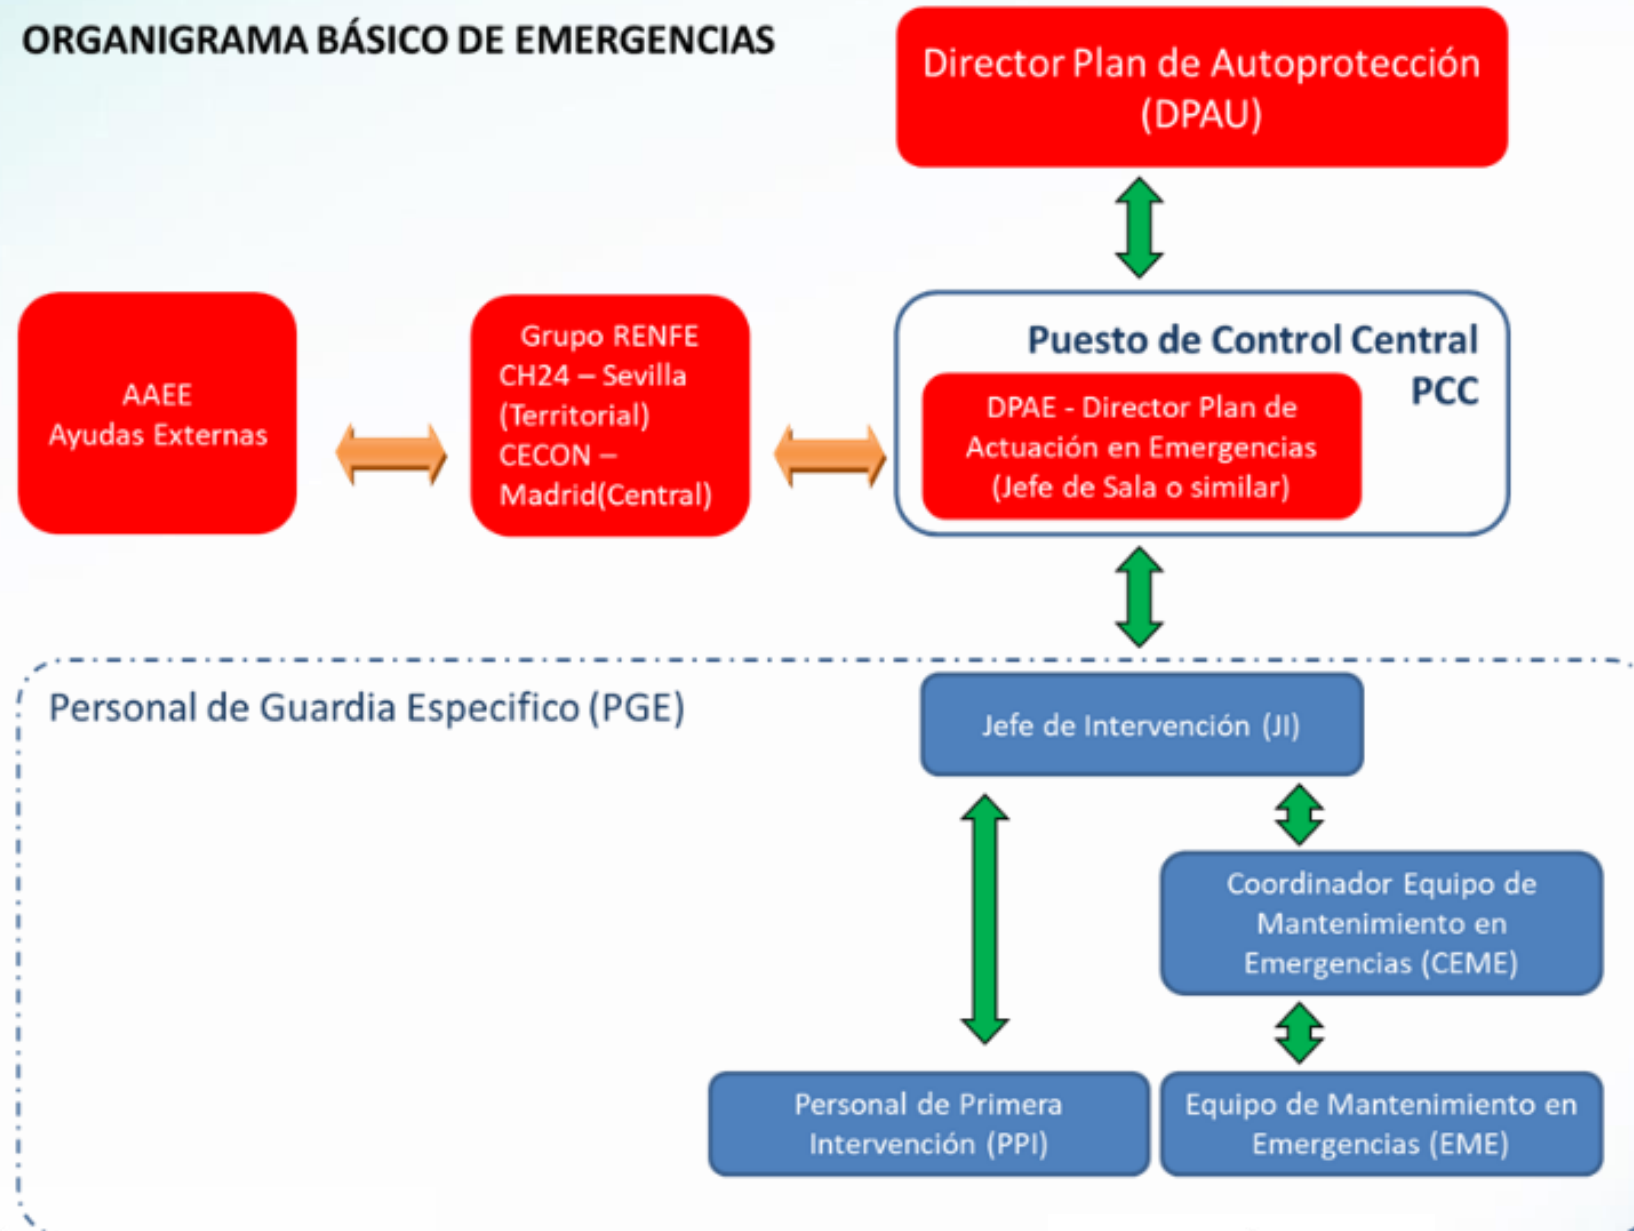 ORGANIGRAMA BÁSICO DE EMERGENCIAS
Director Plan de Autoprotección
(DPAU)
AAEE
Ayudas Externas
Grupo RENFE
CH24 – Sevilla
(Territorial)
CECON –
Madrid(Central)
Puesto de Control Central
PCC
DPAE - Director Plan de
Actuación en Emergencias
(Jefe de Sala o similar)
Personal de Guardia Especifico (PGE)
Jefe de Intervención (JI)
Coordinador Equipo de
Mantenimiento en
Emergencias (CEME)
Personal de Primera
Intervención (PPI)
Equipo de Mantenimiento en
Emergencias (EME)